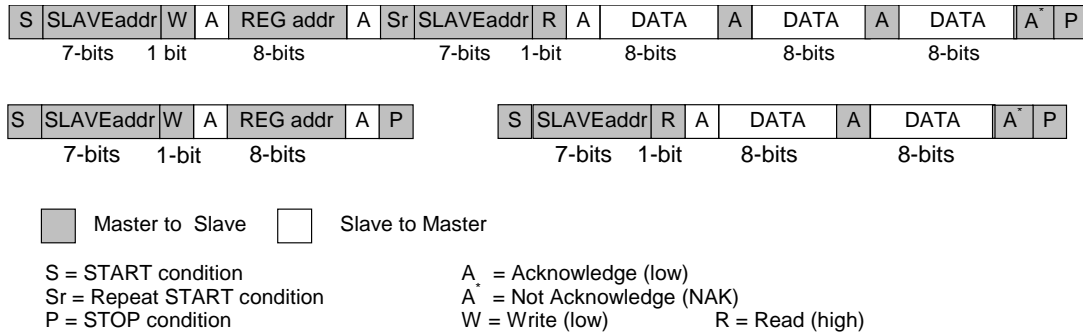 S SLAVEaddr W A REG addr A Sr SLAVEaddr R A DATA A DATA A DATA A* P
7-bits 1 bit 8-bits 7-bits 1-bit 8-bits 8-bits 8-bits
S SLAVEaddr W A REG addr A P S SLAVEaddr R A DATA A DATA A* P
7-bits 1-bit 8-bits 7-bits 1-bit 8-bits 8-bits
Master to Slave Slave to Master
S = START condition A = Acknowledge (low)
Sr = Repeat START condition A* = Not Acknowledge (NAK)
P = STOP condition W = Write (low) R = Read (high)